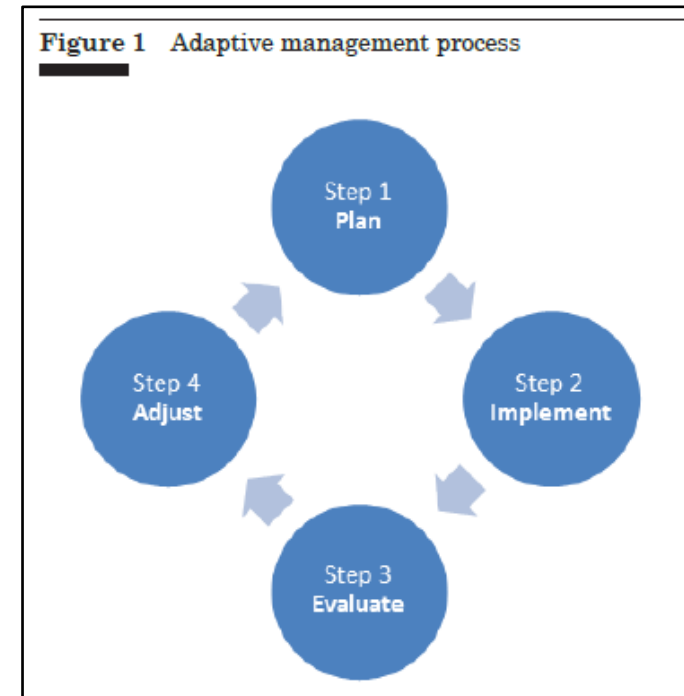 Figure 1 Adaptive management process
Step 1
Plan
Step 2
Implement
Step 3
Evaluate
Step 4
Adjust